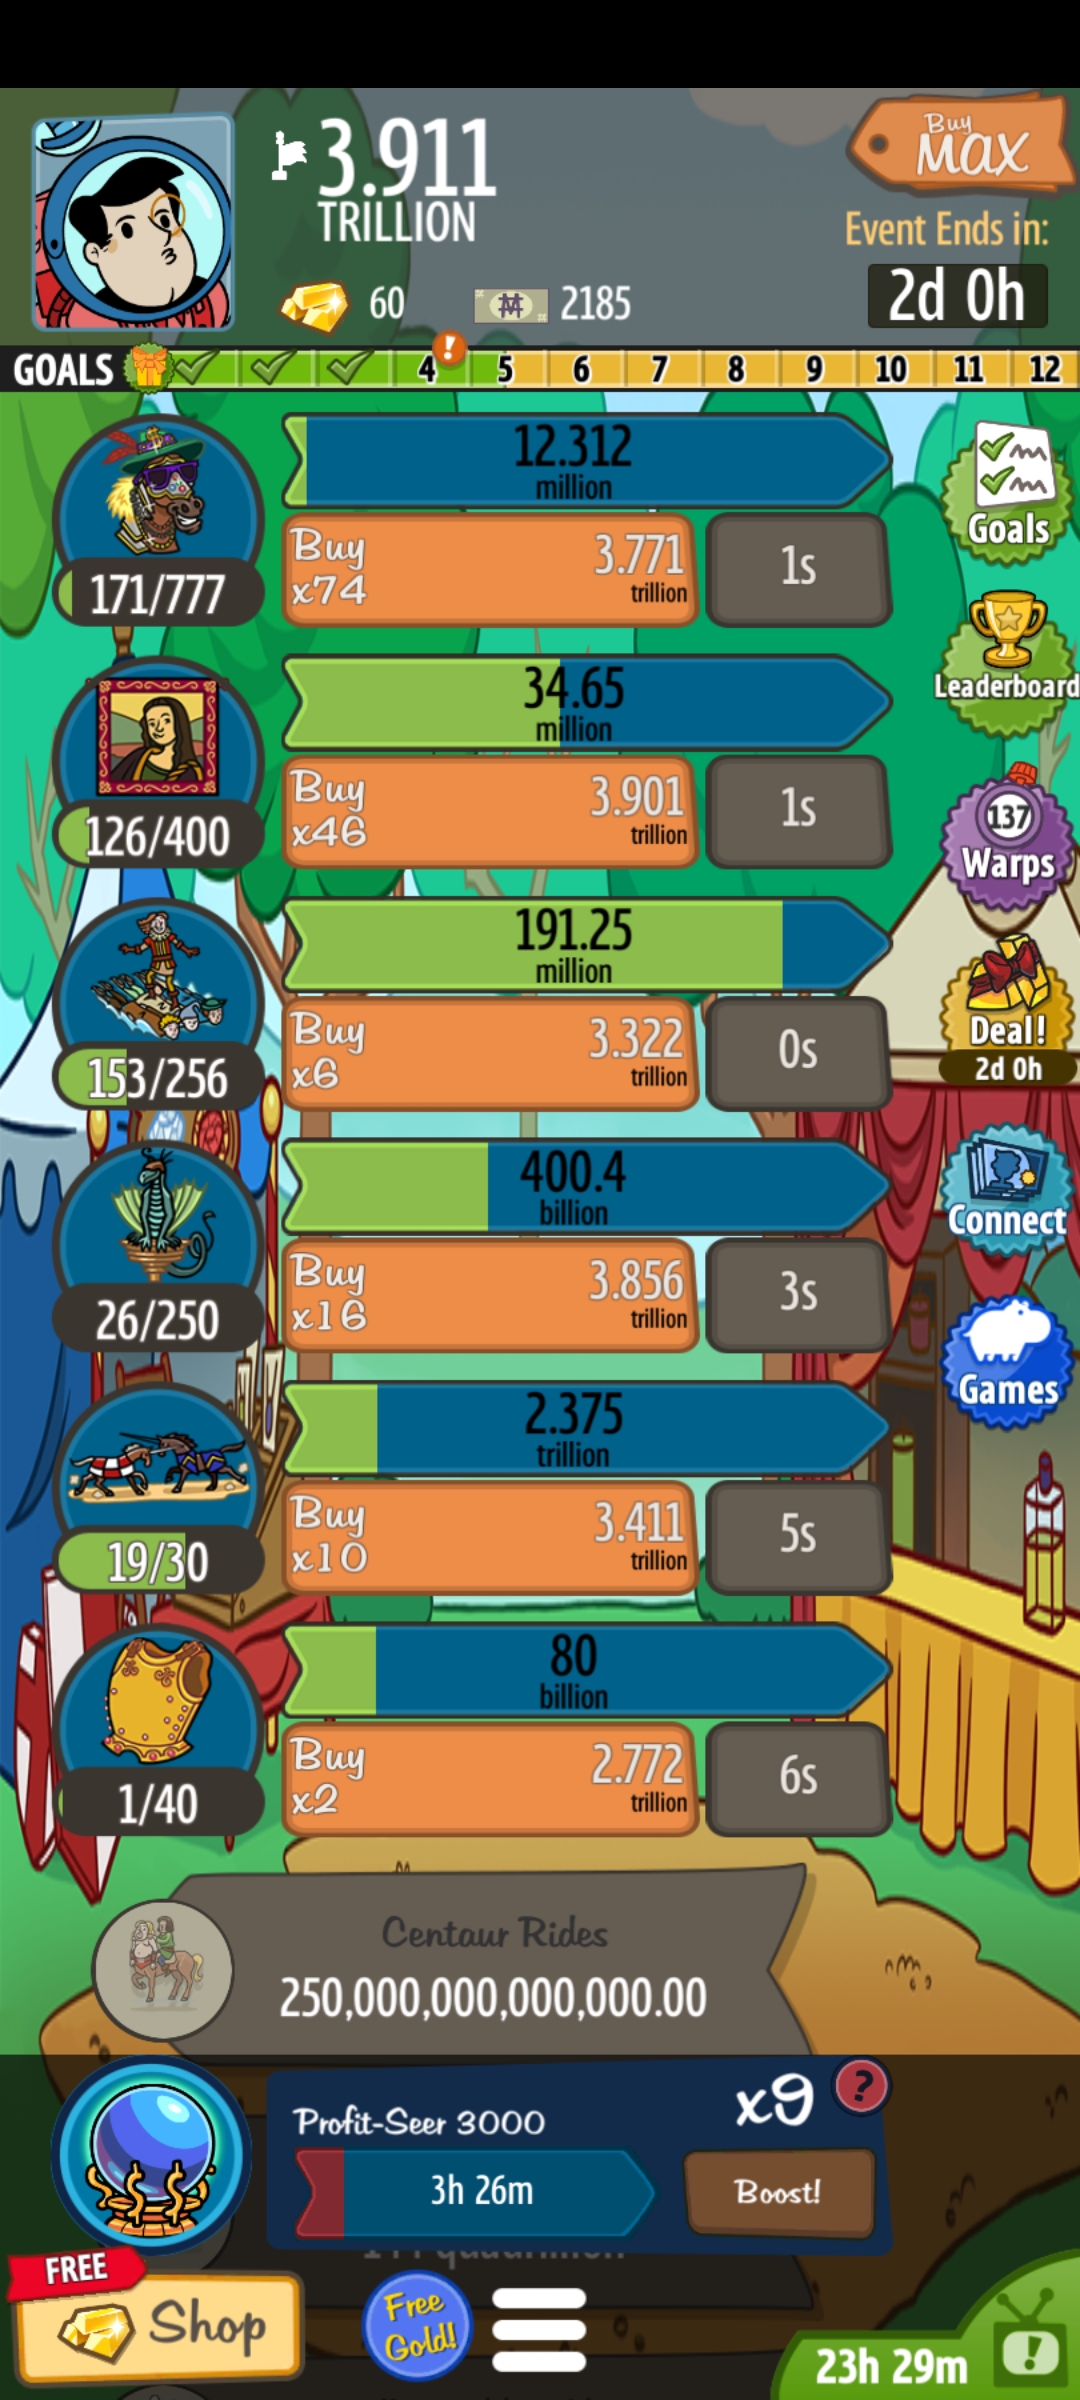 3.911
TRILLION
Buy
MAX
Event Ends in:
2d 0h
60
2185
GOALS
4
!
5
6
7
8
9
10
11
12
12.312
million
Buy
x74
3.771
trillion
1s
171/777
Goals
34.65
million
Buy
x46
3.901
trillion
1s
126/400
Leaderboard
137
Warps
191.25
million
Buy
x6
3.322
trillion
0s
153/256
Deal!
2d 0h
400.4
billion
Buy
x16
3.856
trillion
3s
26/250
Connect
Games
2.375
trillion
Buy
x10
3.411
trillion
5s
19/30
80
billion
Buy
x2
2.772
trillion
6s
1/40
Centaur Rides
250,000,000,000,000.00
Profit-Seer 3000
x9
?
3h 26m
Boost!
FREE
Shop
Free
Gold!
23h 29m
!